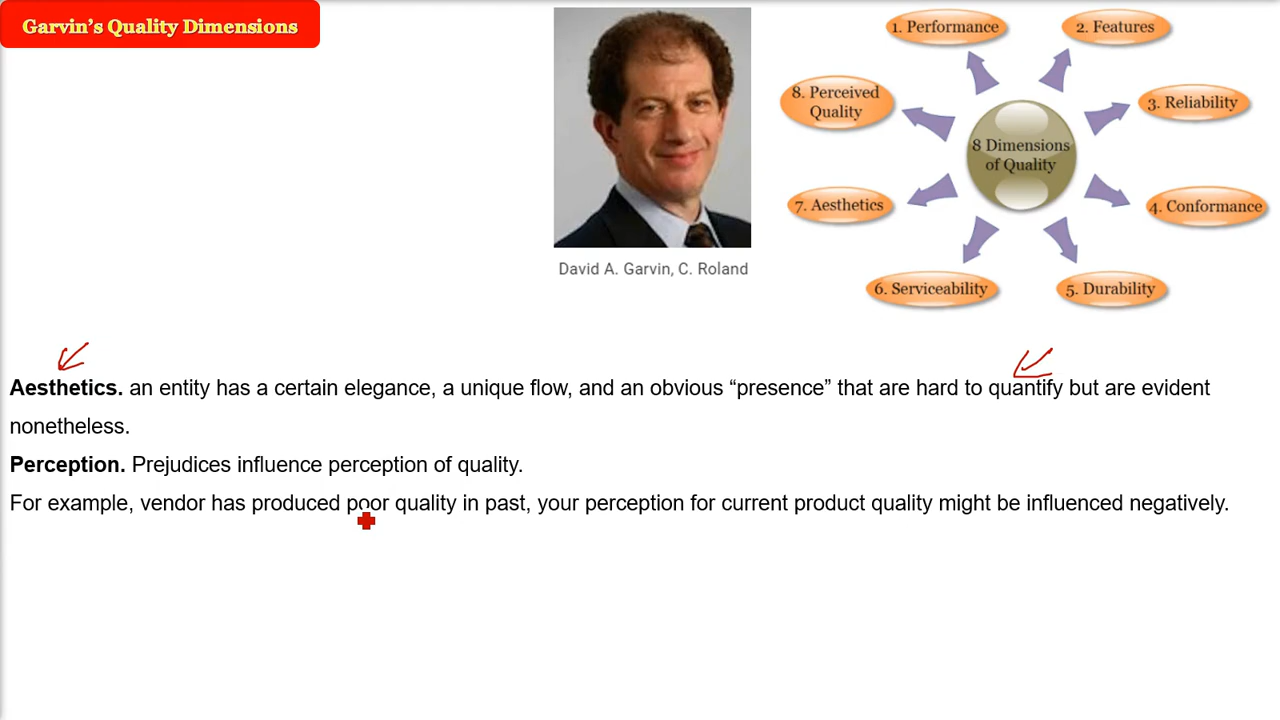 Garvin’s Quality Dimensions
David A. Garvin, C. Roland
1. Performance
2. Features
8. Perceived
Quality
3. Reliability
8 Dimensions
of Quality
7. Aesthetics
4. Conformance
6. Serviceability
5. Durability
Aesthetics. an entity has a certain elegance, a unique flow, and an obvious “presence” that are hard to quantify but are evident
nonetheless.
Perception. Prejudices influence perception of quality.
For example, vendor has produced poor quality in past, your perception for current product quality might be influenced negatively.